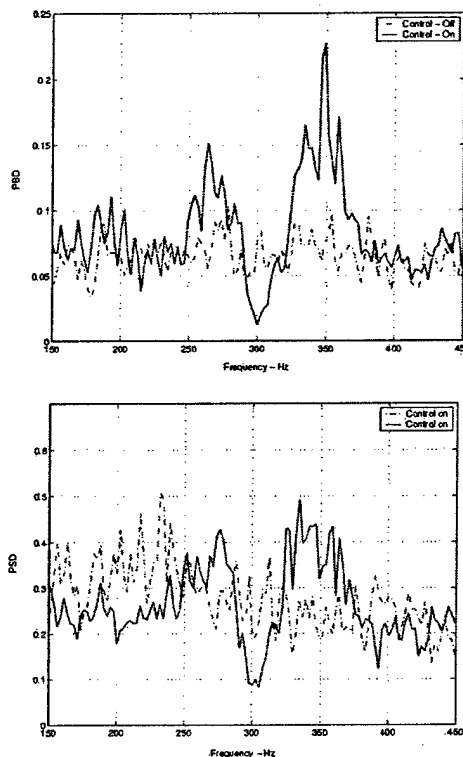 0.25
0.2
0.15
0.1
0.05
0
PBD
Control - Off
Control - On
150 200 250 300 350 400 450
Frequency - Hz
0.6
0.5
0.4
0.3
0.2
0.1
0
PSD
Control on
Control on
150 200 250 300 350 400 .450
.Frequency - Hz